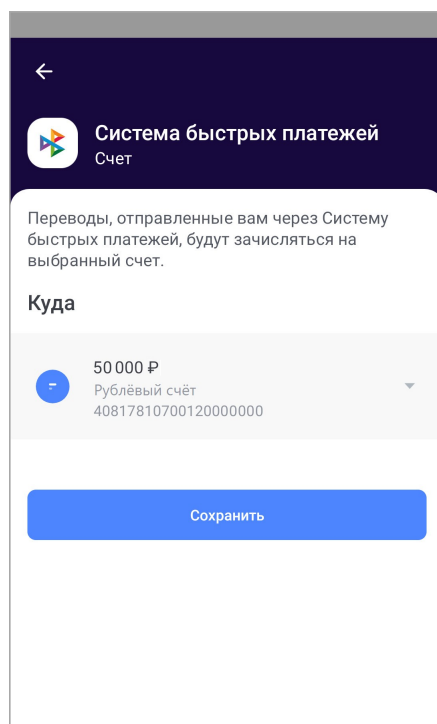 Система быстрых платежей
Счет
Переводы, отправленные вам через Систему
быстрых платежей, будут зачисляться на
выбранный счет.
Куда
50 000 ₽
Рублёвый счёт
40817810700120000000
Сохранить